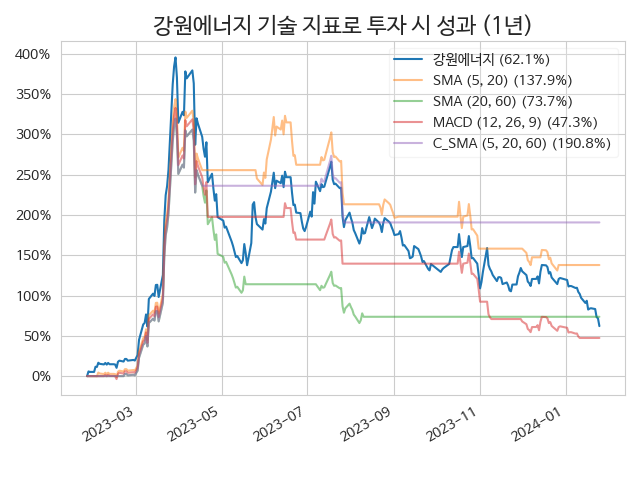 강원에너지 기술 지표로 투자 시 성과 (1년)
400%
350%
300%
250%
200%
150%
100%
50%
0%
강원에너지 (62.1%)
SMA (5, 20) (137.9%)
SMA (20, 60) (73.7%)
MACD (12, 26, 9) (47.3%)
C_SMA (5, 20, 60) (190.8%)
2023-03
2023-05
2023-07
2023-09
2023-11
2024-01